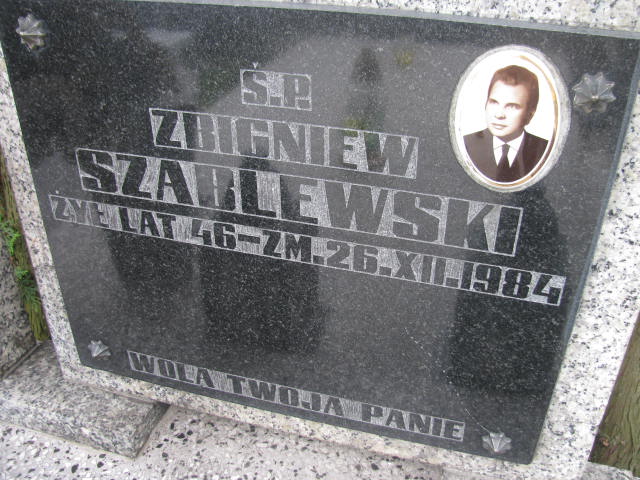 Ś.P.
ZBIGNIEW
SZABLEWSKI
ŻYŁ LAT 46-ZM.26.XII.1984
WOLA TWOJA PANIE